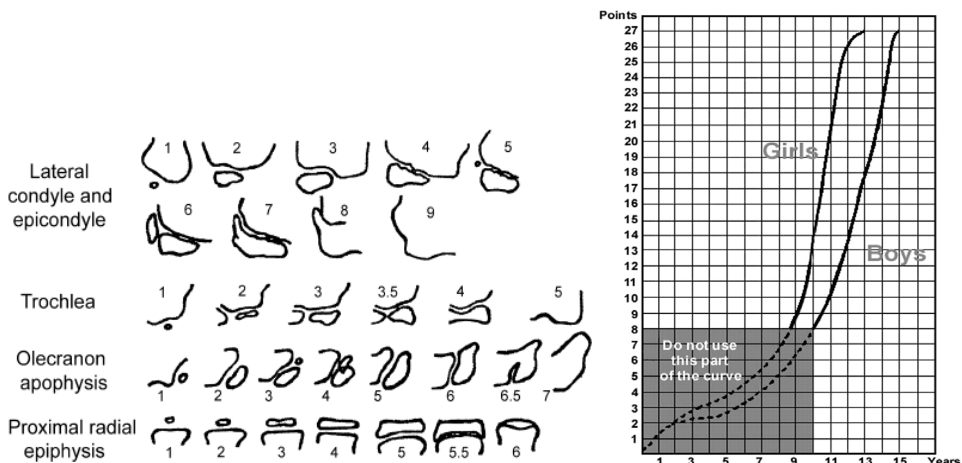 Lateral
condyle and
epicondyle
1 2 3 4 5
6 7 8 9
Trochlea
1 2 3 3.5 4 5
Olecranon
apophysis
1 2 3 4 5 6 6.5 7
Proximal radial
epiphysis
1 2 3 4 5 5.5 6
Points
27
26
25
24
23
22
21
20
19
18
17
16
15
14
13
12
11
10
9
8
7
6
5
4
3
2
1
Girls
Boys
Do not use
this part
of the curve
1 3 5 7 9 11 13 15 Years